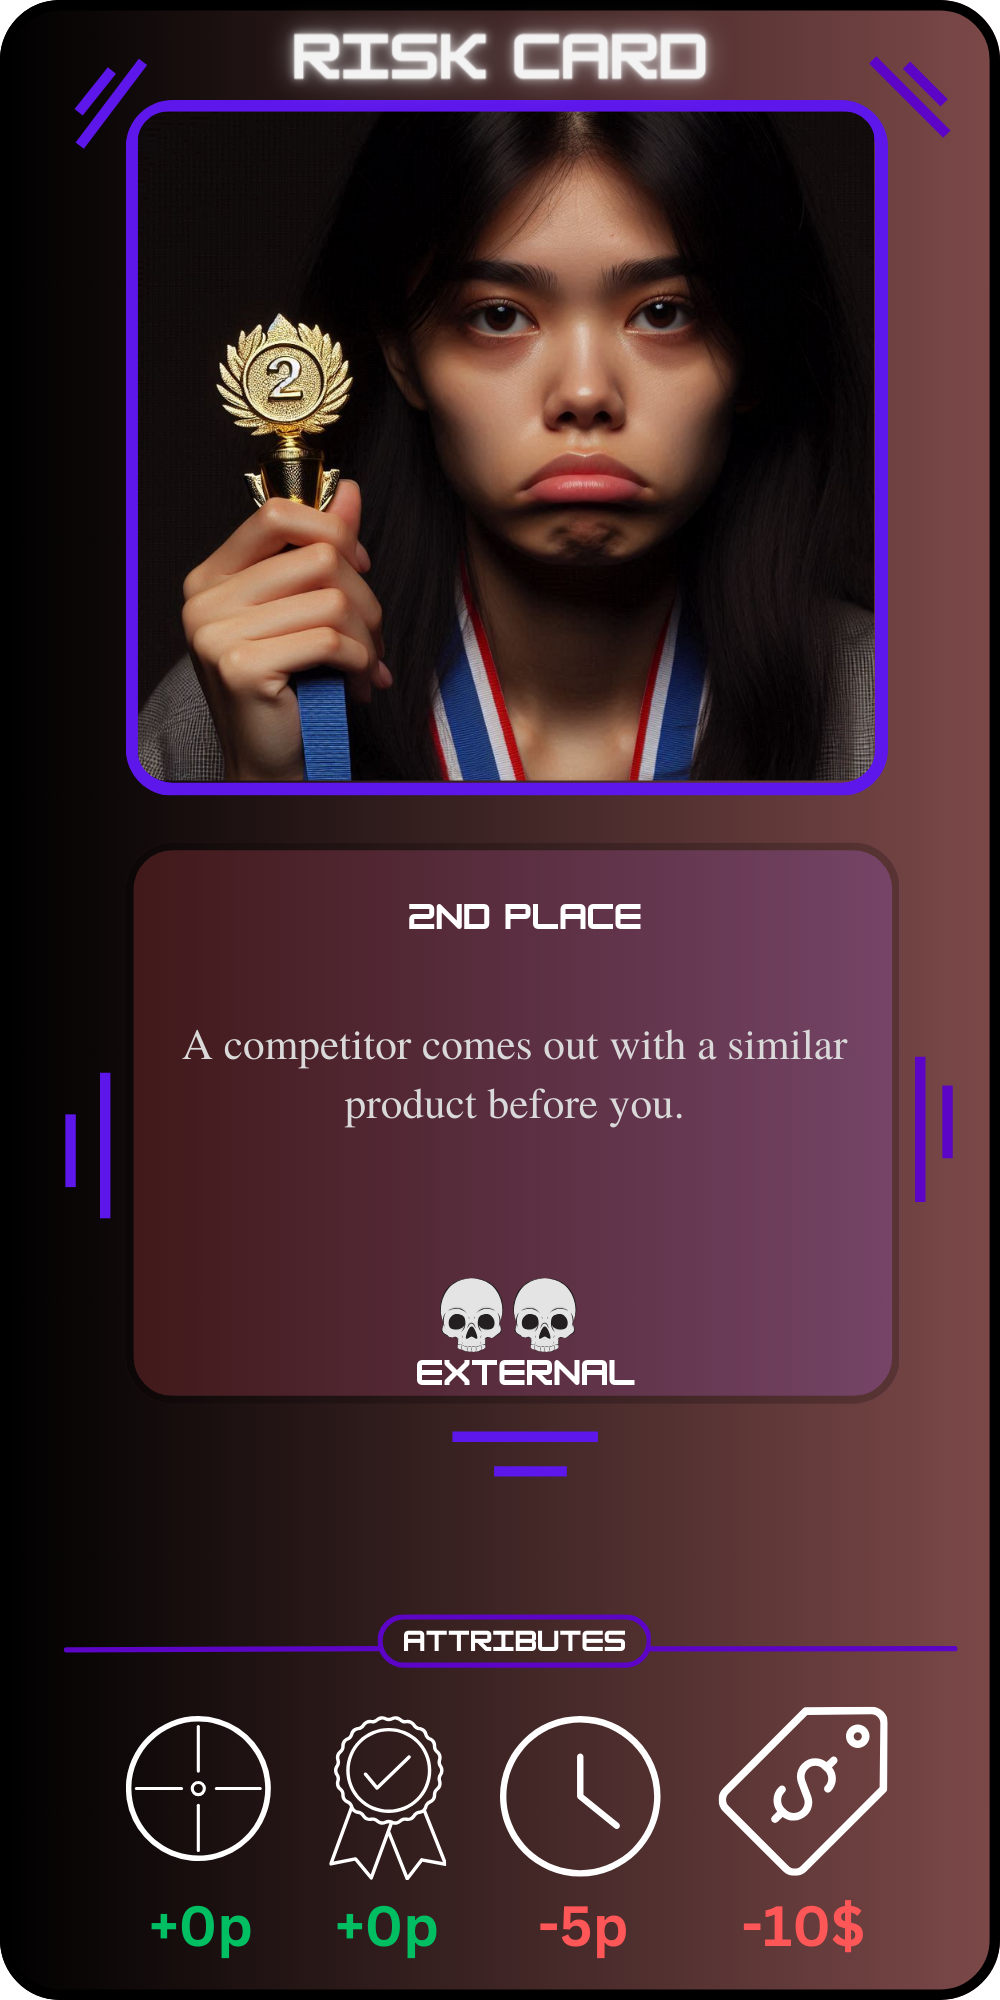 RISK CARD
2
2ND PLACE
A competitor comes out with a similar
product before you.
EXTERNAL
ATTRIBUTES
+0p +0p -5p -10$